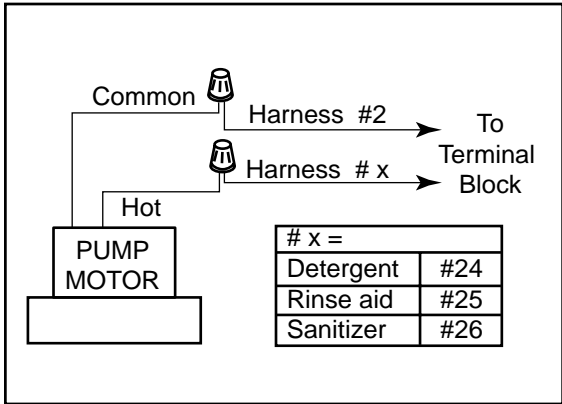 Common
Harness #2
To
Terminal
Block
Harness # x
Hot
PUMP
MOTOR
# x =
Detergent #24
Rinse aid #25
Sanitizer #26